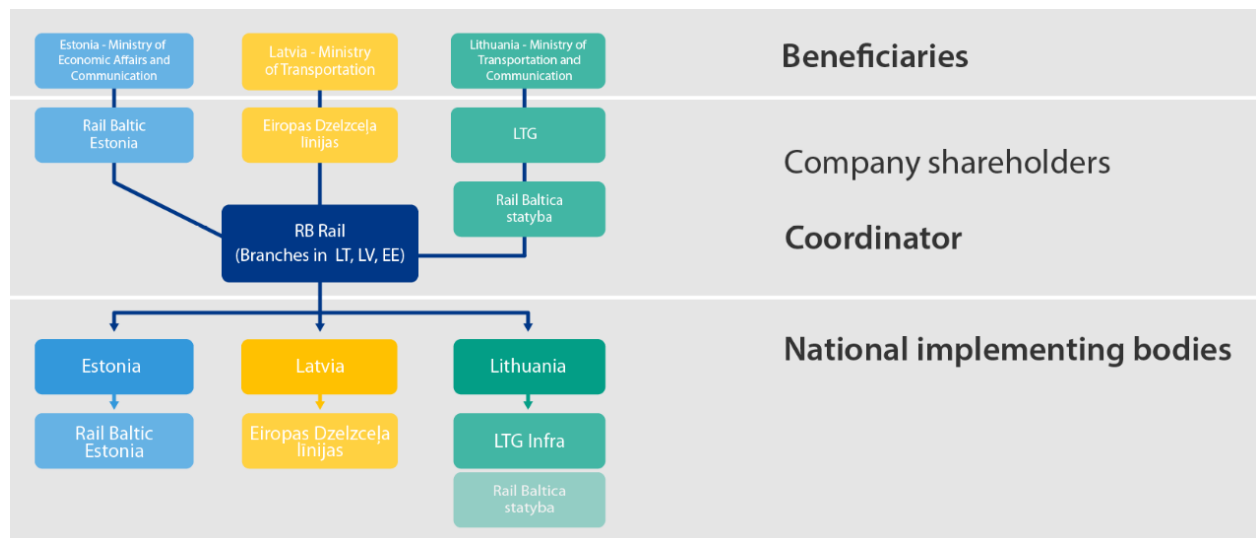 Estonia - Ministry of
Economic Affairs and
Communication
Latvia - Ministry
of Transportation
Lithuania - Ministry of
Transportation and
Communication
Beneficiaries
Rail Baltic
Estonia
Eiropas Dzelzceļa
līnijas
LTG
Company shareholders
Rail Baltica
statyba
RB Rail
(Branches in LT, LV, EE)
Coordinator
National implementing bodies
Estonia
Latvia
Lithuania
Rail Baltic
Estonia
Eiropas Dzelzceļa
līnijas
LTG Infra
Rail Baltica
statyba